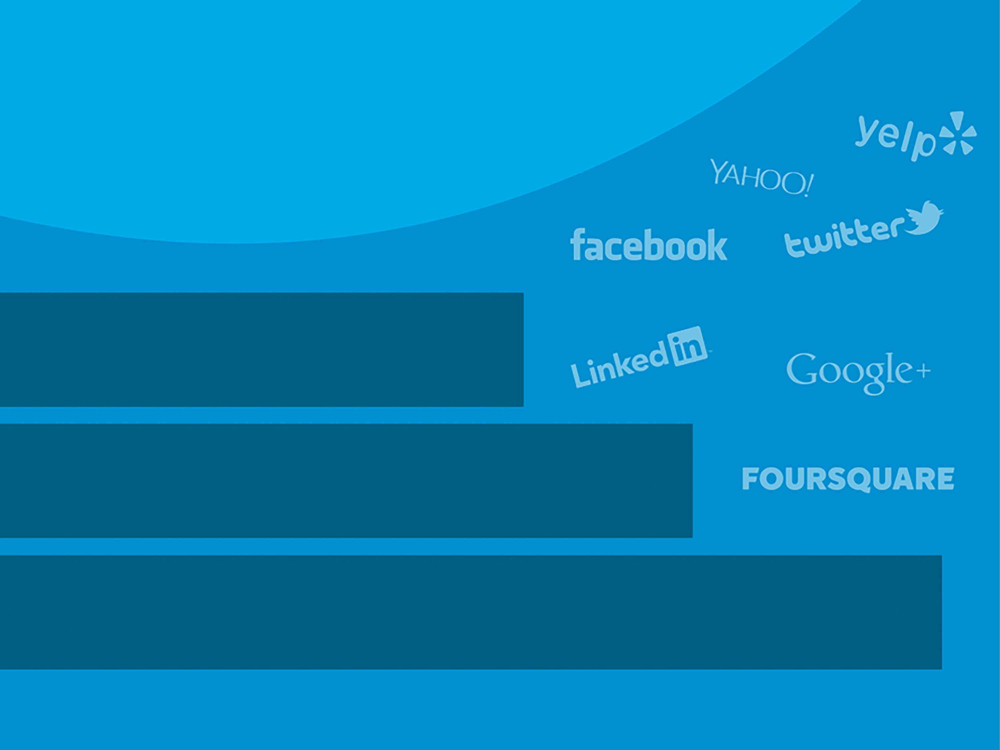 yelp
YAHOO!
facebook
twitter
Linkedin
Google+
FOURSQUARE